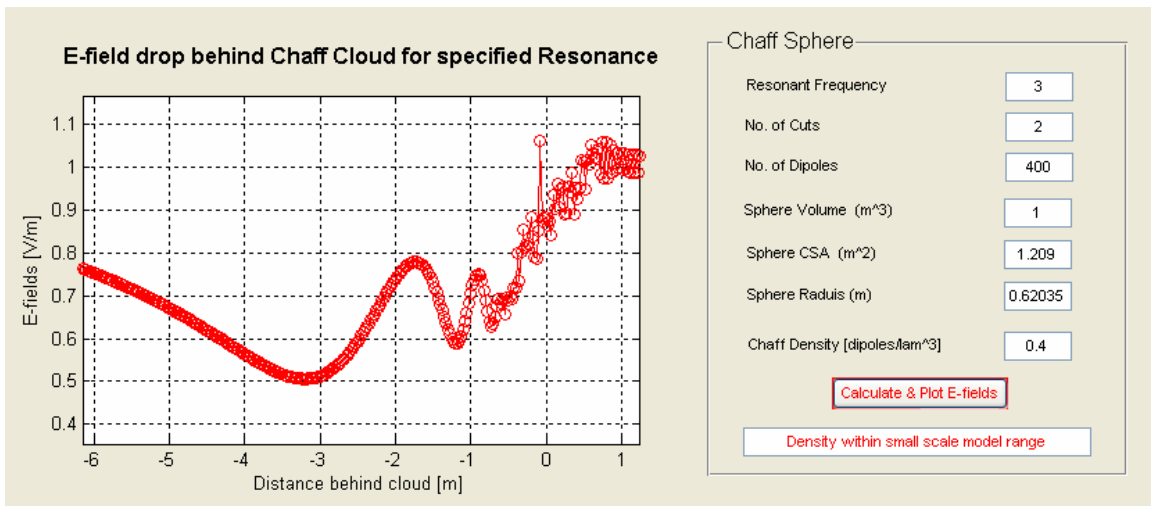 E-field drop behind Chaff Cloud for specified Resonance
1.1
1
0.9
0.8
0.7
0.6
0.5
0.4
E-fields [V/m]
-6 -5 -4 -3 -2 -1 0 1
Distance behind cloud [m]
Chaff Sphere
Resonant Frequency 3
No. of Cuts 2
No. of Dipoles 400
Sphere Volume (m^3) 1
Sphere CSA (m^2) 1.209
Sphere Raduis (m) 0.62035
Chaff Density [dipoles/lam^3] 0.4
Calculate & Plot E-fields
Density within small scale model range